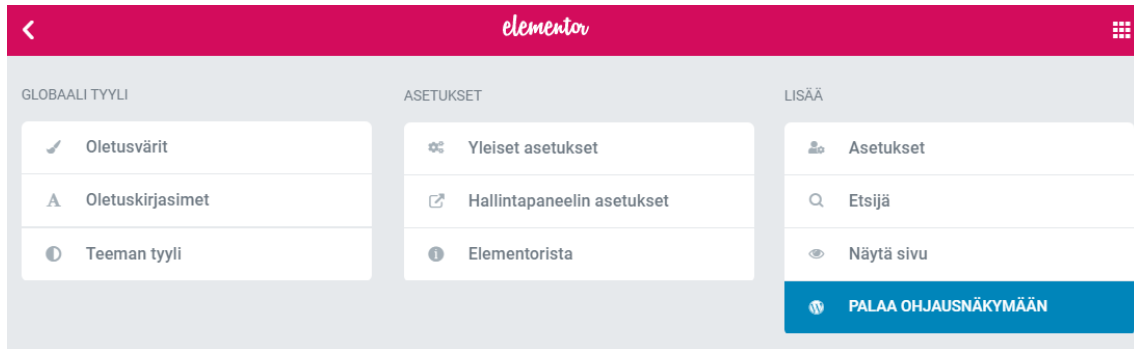 elementor
GLOBAALI TYYLI
Oletusvärit
Oletuskirjasimet
Teeman tyyli
ASETUKSET
Yleiset asetukset
Hallintapaneelin asetukset
Elementorista
LISÄÄ
Asetukset
Etsijä
Näytä sivu
PALAA OHJAUSNÄKYMÄÄN